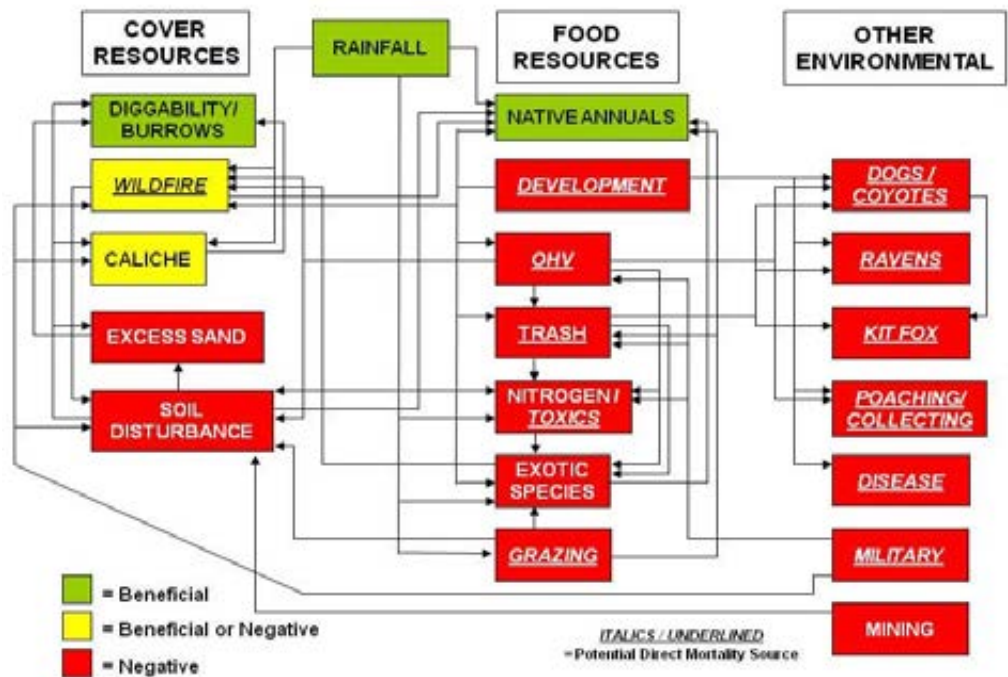 COVER
RESOURCES
RAINFALL
FOOD
RESOURCES
OTHER
ENVIRONMENTAL
DIGGABILITY/
BURROWS
NATIVE ANNUALS
WILDFIRE
DEVELOPMENT
DOGS /
COYOTES
CALICHE
OHV
RAVENS
EXCESS SAND
TRASH
KIT FOX
SOIL
DISTURBANCE
NITROGEN /
TOXICS
POACHING/
COLLECTING
EXOTIC
SPECIES
DISEASE
GRAZING
MILITARY
MINING
= Beneficial
= Beneficial or Negative
= Negative
ITALICS / UNDERLINED
= Potential Direct Mortality Source